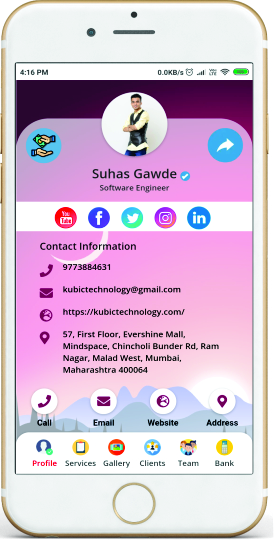 4:16 PM 0.0KB/s
Suhas Gawde
Software Engineer
You
Tube
Contact Information
9773884631
kubictechnology@gmail.com
https://kubictechnology.com/
57, First Floor, Evershine Mall,
Mindspace, Chincholi Bunder Rd, Ram
Nagar, Malad West, Mumbai,
Maharashtra 400064
Call Email Website Address
Profile Services Gallery Clients Team Bank